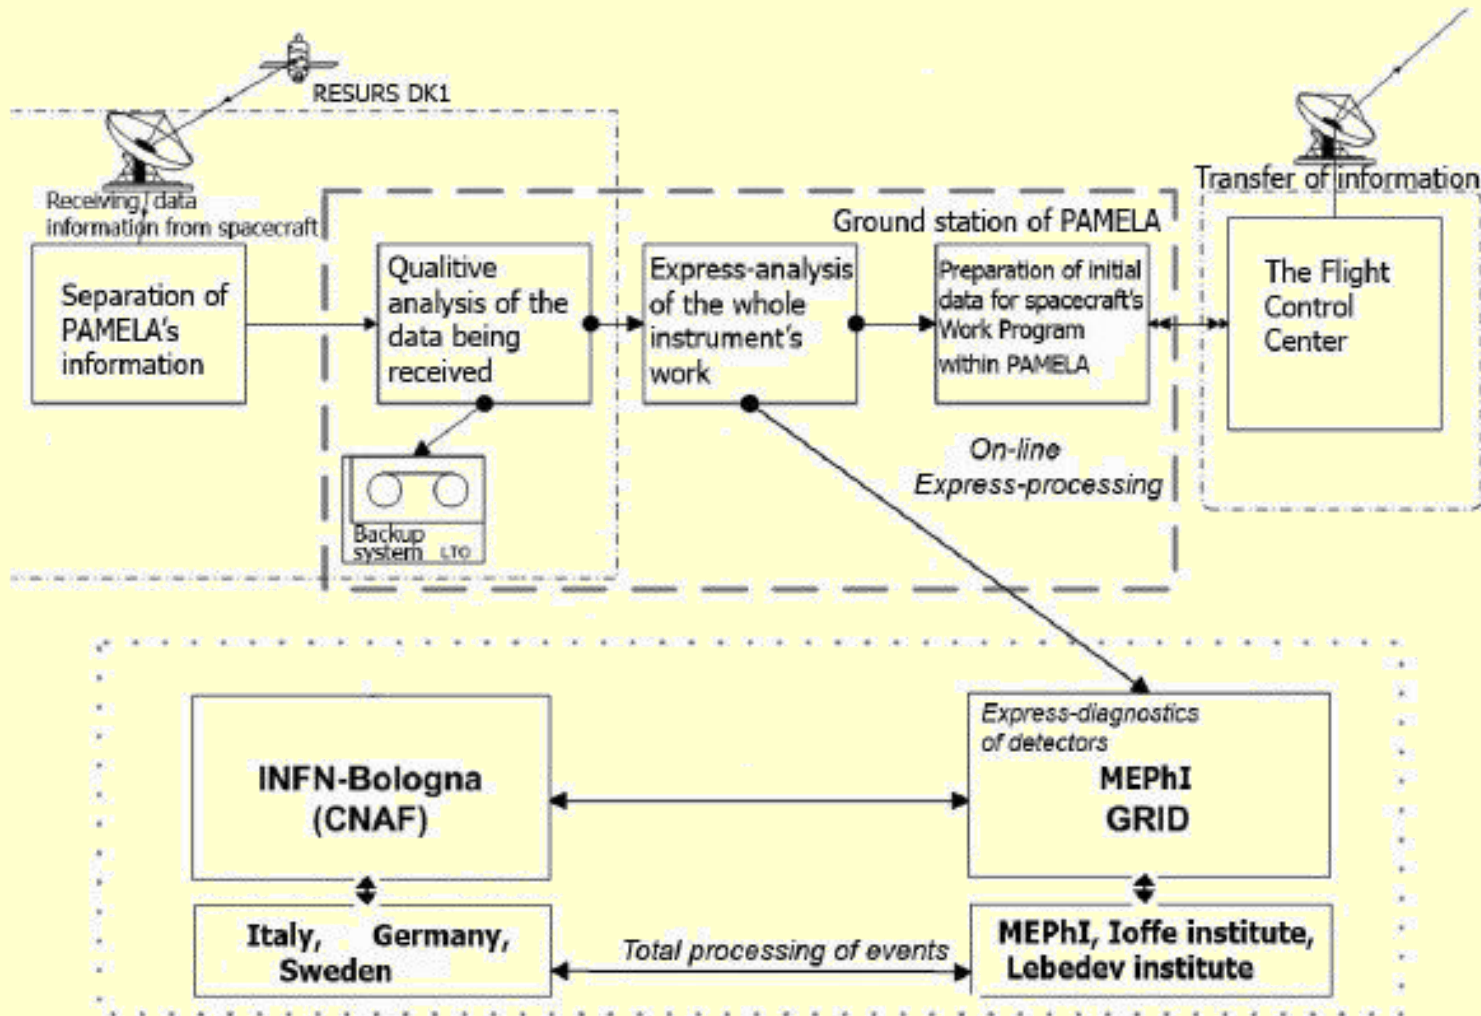 RESURS DK1
Receiving data
information from spacecraft
Transfer of information
Ground station of PAMELA
Separation of
PAMELA's
information
Qualitive
analysis of the
data being
received
Express-analysis
of the whole
instrument's
work
Preparation of initial
data for spacecraft's
Work Program
within PAMELA
The Flight
Control
Center
On-line
Express-processing
Backup
system LTO
INFN-Bologna
(CNAF)
Express-diagnostics
of detectors
MEPhI
GRID
Italy, Germany,
Sweden
Total processing of events
MEPhI, Ioffe institute,
Lebedev institute